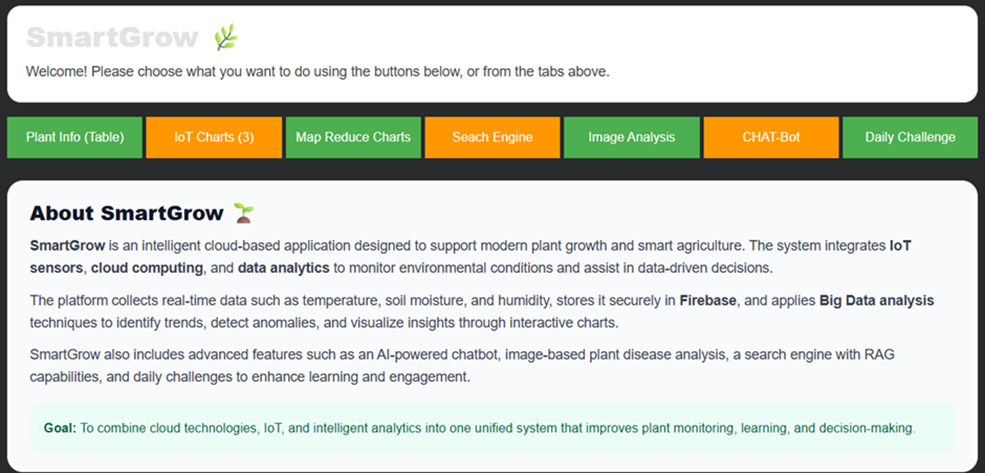 SmartGrow 🌿
Welcome! Please choose what you want to do using the buttons below, or from the tabs above.
Plant Info (Table)
IoT Charts (3)
Map Reduce Charts
Seach Engine
Image Analysis
CHAT-Bot
Daily Challenge
About SmartGrow 🌱
SmartGrow is an intelligent cloud-based application designed to support modern plant growth and smart agriculture. The system integrates IoT
sensors, cloud computing, and data analytics to monitor environmental conditions and assist in data-driven decisions.
The platform collects real-time data such as temperature, soil moisture, and humidity, stores it securely in Firebase, and applies Big Data analysis
techniques to identify trends, detect anomalies, and visualize insights through interactive charts.
SmartGrow also includes advanced features such as an AI-powered chatbot, image-based plant disease analysis, a search engine with RAG
capabilities, and daily challenges to enhance learning and engagement.
Goal: To combine cloud technologies, IoT, and intelligent analytics into one unified system that improves plant monitoring, learning, and decision-making.